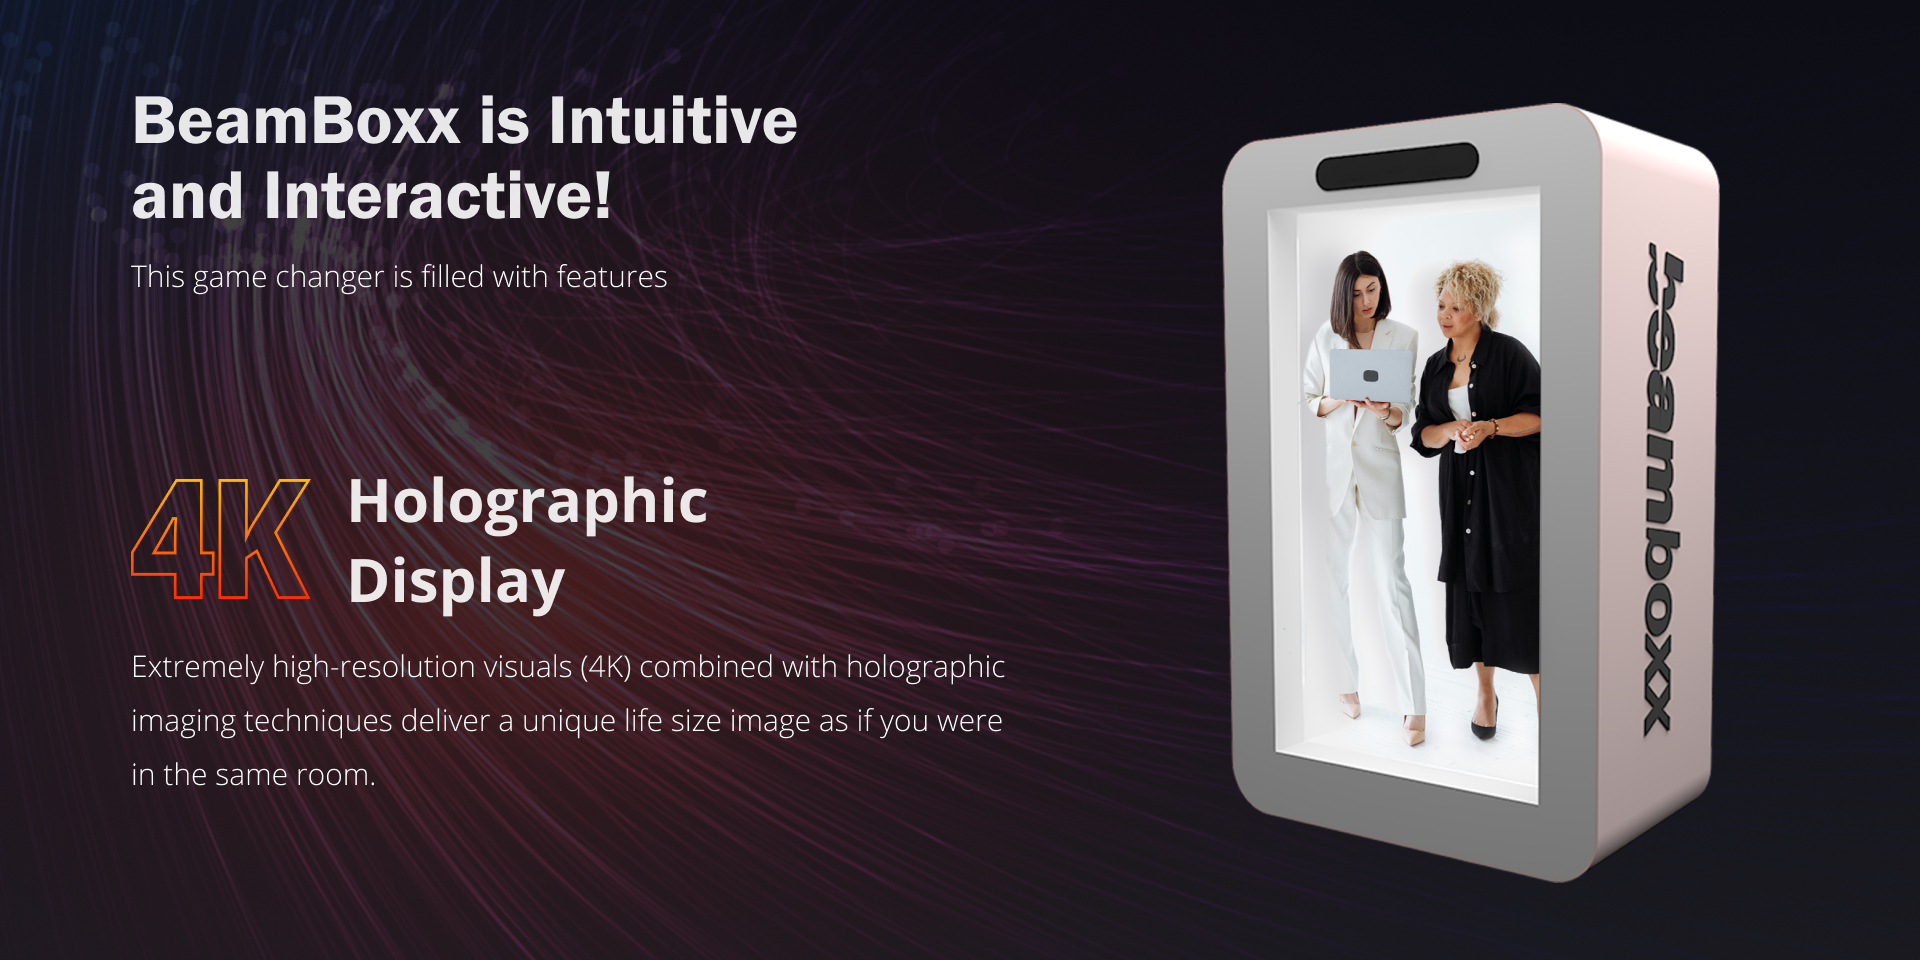 BeamBoxx is Intuitive
and Interactive!
This game changer is filled with features
4K Holographic
Display
Extremely high-resolution visuals (4K) combined with holographic
imaging techniques deliver a unique life size image as if you were
in the same room.
beamboxx